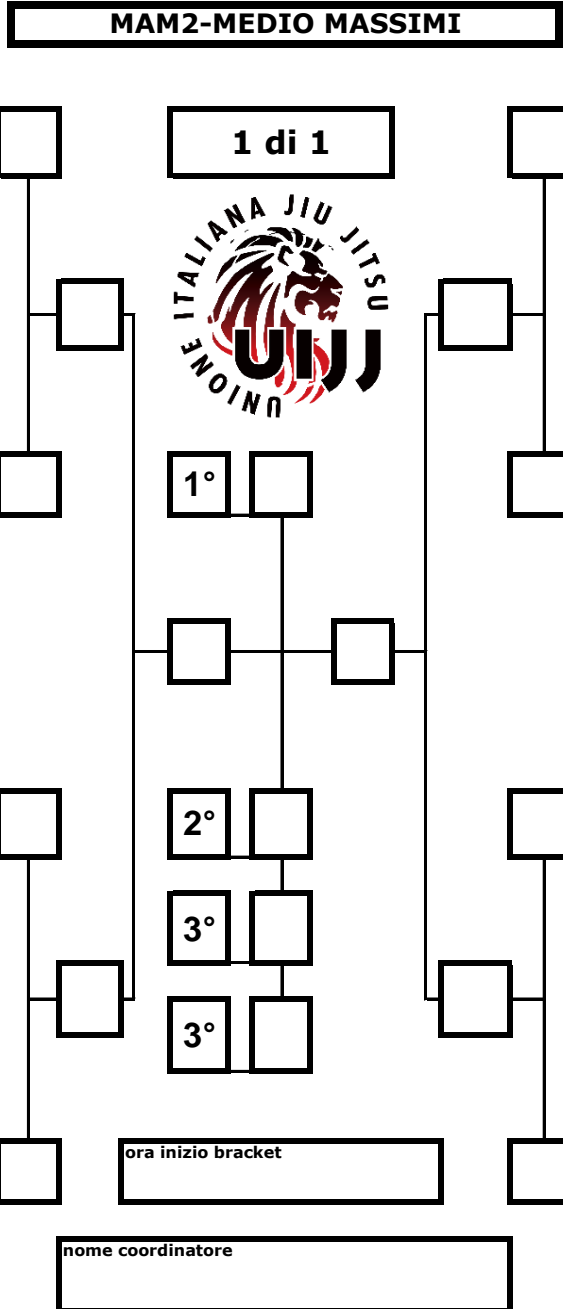 MAM2-MEDIO MASSIMI
1 di 1
UNIONE ITALIANA JIU JITSU
UIJJ
1°
2°
3°
3°
ora inizio bracket
nome coordinatore